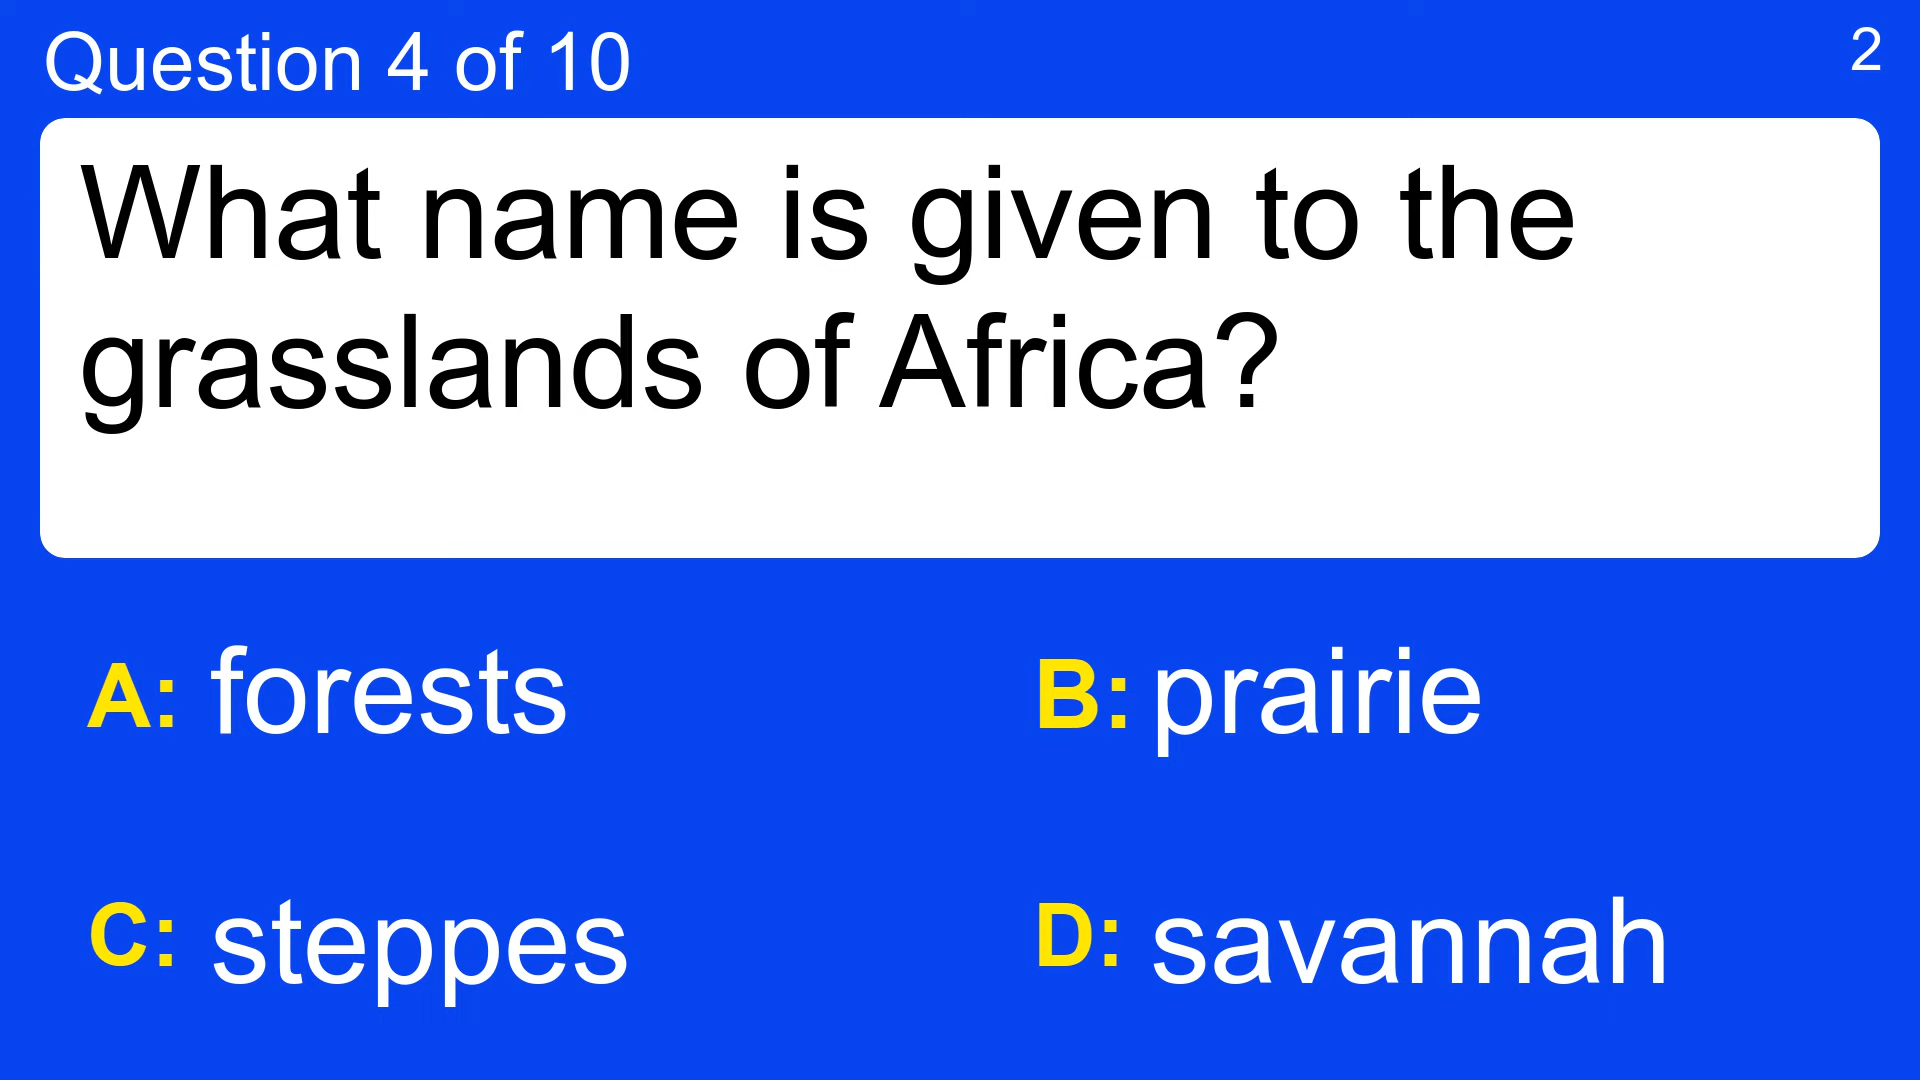 Question 4 of 10
2
What name is given to the
grasslands of Africa?
A: forests
B: prairie
C: steppes
D: savannah